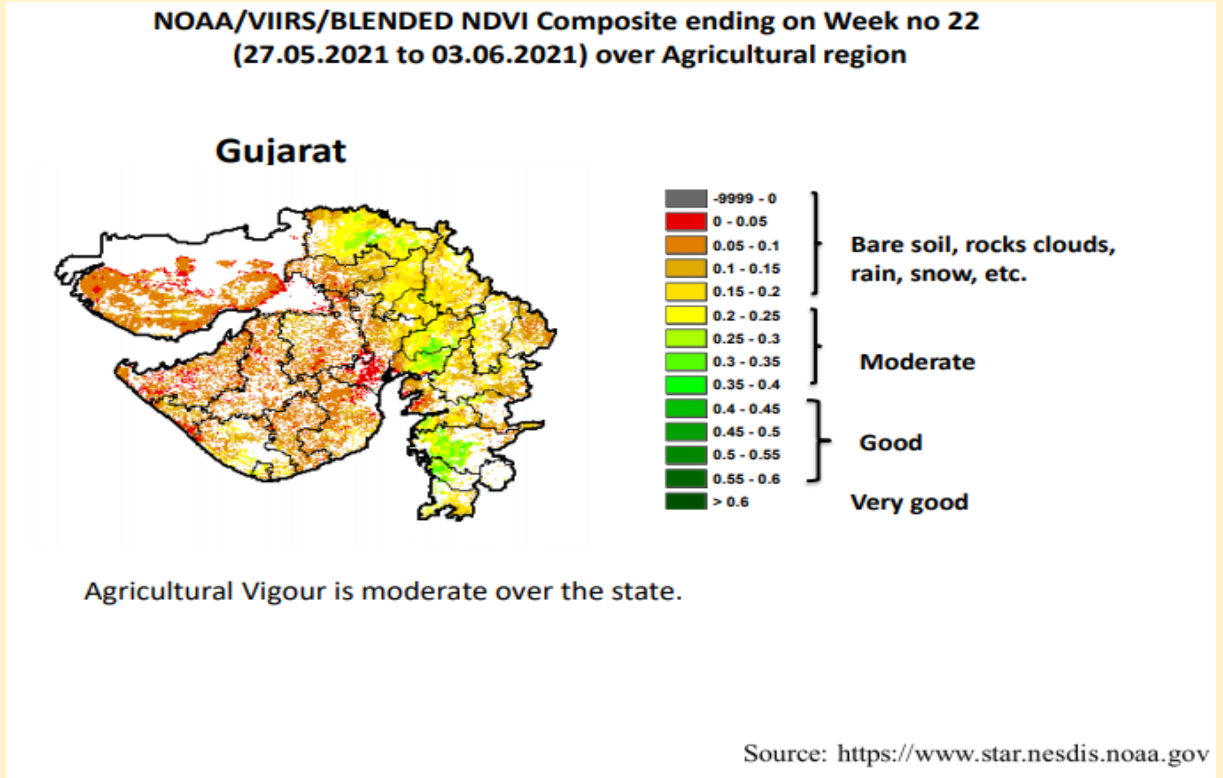 NOAA/VIIRS/BLENDED NDVI Composite ending on Week no 22
(27.05.2021 to 03.06.2021) over Agricultural region
Gujarat
-9999 - 0
0 - 0.05
0.05 - 0.1
0.1 - 0.15
0.15 - 0.2
0.2 - 0.25
0.25 - 0.3
0.3 - 0.35
0.35 - 0.4
0.4 - 0.45
0.45 - 0.5
0.5 - 0.55
0.55 - 0.6
> 0.6
Bare soil, rocks clouds,
rain, snow, etc.
Moderate
Good
Very good
Agricultural Vigour is moderate over the state.
Source: https://www.star.nesdis.noaa.gov